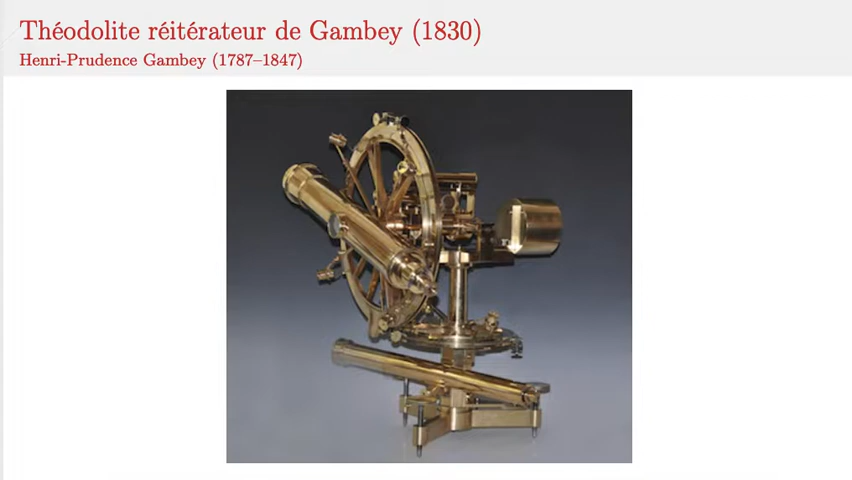 Théodolite réitérateur de Gambey (1830)
Henri-Prudence Gambey (1787–1847)